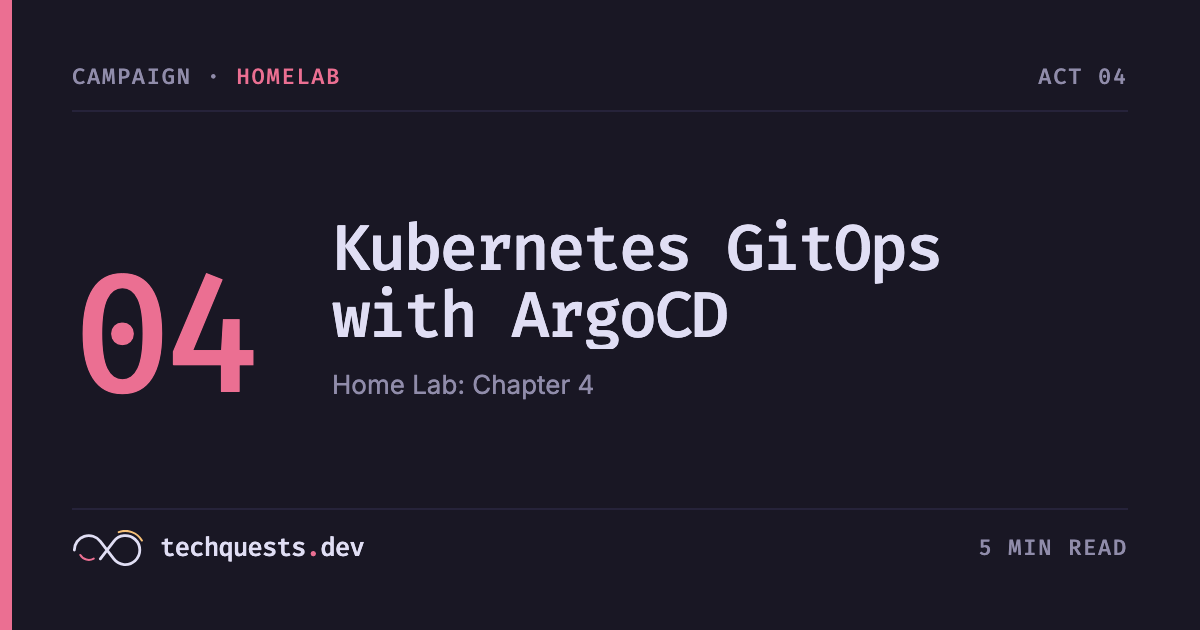 CAMPAIGN · HOMELAB
ACT 04
04
Kubernetes GitOps
with ArgoCD
Home Lab: Chapter 4
techquests.dev
5 MIN READ